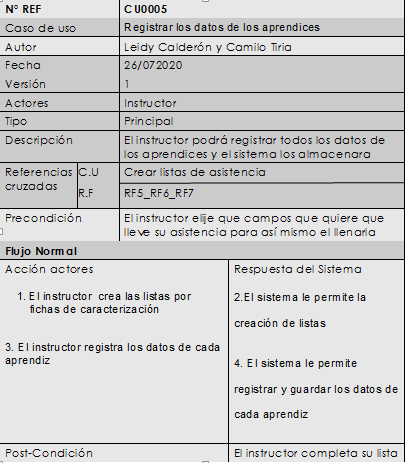 N° REF CU0005
Caso de uso Registrar los datos de los aprendices
Autor Leidy Calderón y Camilo Tiria
Fecha 26/072020
Versión 1
Actores Instructor
Tipo Principal
Descripción El instructor podrá registrar todos los datos de
los aprendices y el sistema los almacenara
Referencias C.U Crear listas de asistencia
cruzadas R.F RF5_RF6_RF7
Precondición El instructor elije que campos que quiere que
lleve su asistencia para así mismo el llenarla
Flujo Normal
Acción actores Respuesta del Sistema
1. El instructor crea las listas por
fichas de caracterización
2.El sistema le permite la
creación de listas
3. El instructor registra los datos de cada
aprendiz
4. El sistema le permite
registrar y guardar los datos de
cada aprendiz
Post-Condición El instructor completa su lista